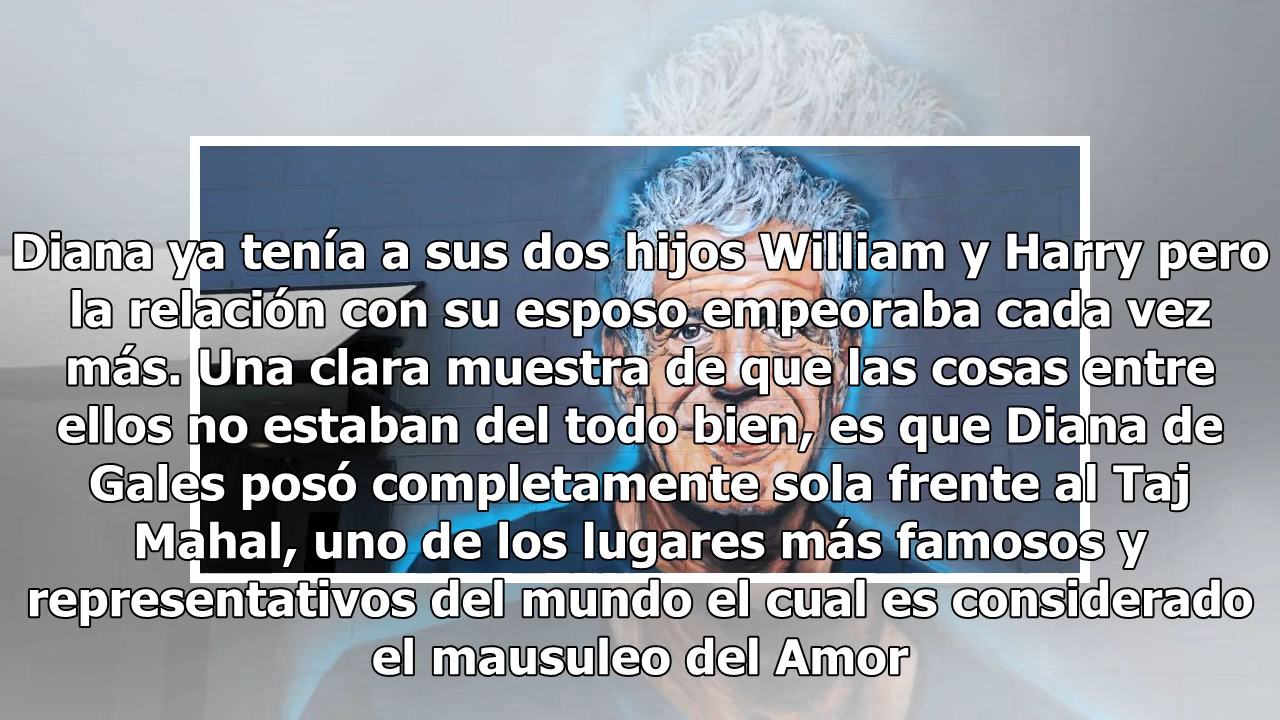 Diana ya tenía a sus dos hijos William y Harry pero
la relación con su esposo empeoraba cada vez
más. Una clara muestra de que las cosas entre
ellos no estaban del todo bien, es que Diana de
Gales posó completamente sola frente al Taj
Mahal, uno de los lugares más famosos y
representativos del mundo el cual es considerado
el mausuleo del Amor